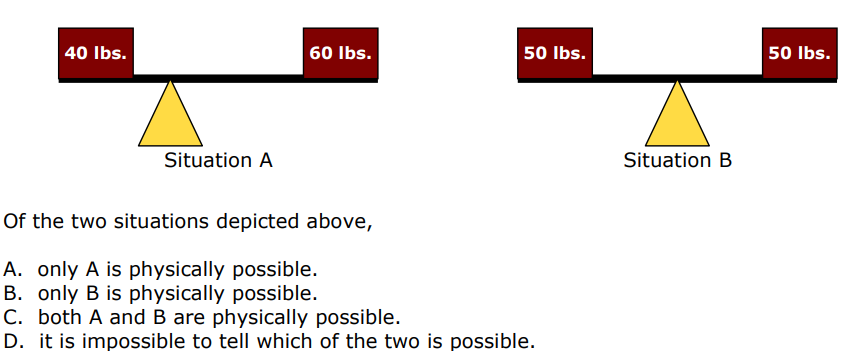 40 lbs. 60 lbs. 50 lbs. 50 lbs.
Situation A Situation B
Of the two situations depicted above,
A. only A is physically possible.
B. only B is physically possible.
C. both A and B are physically possible.
D. it is impossible to tell which of the two is possible.